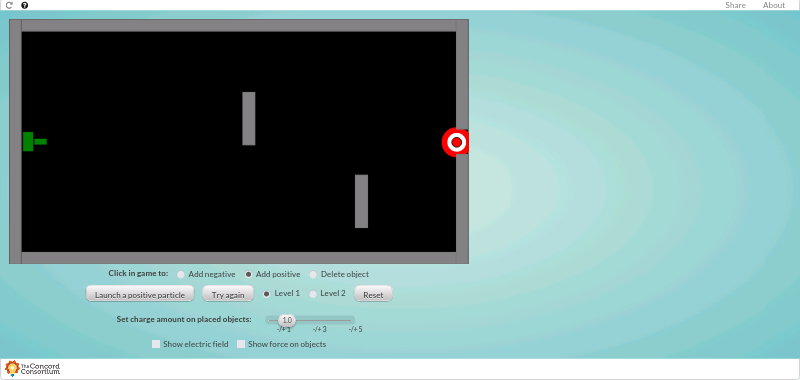 Share About
Click in game to: Add negative Add positive Delete object
Launch a positive particle Try again Level 1 Level 2 Reset
Set charge amount on placed objects: 1.0
-/+ 1 -/+ 3 -/+ 5
Show electric field Show force on objects
The Concord
Consortium